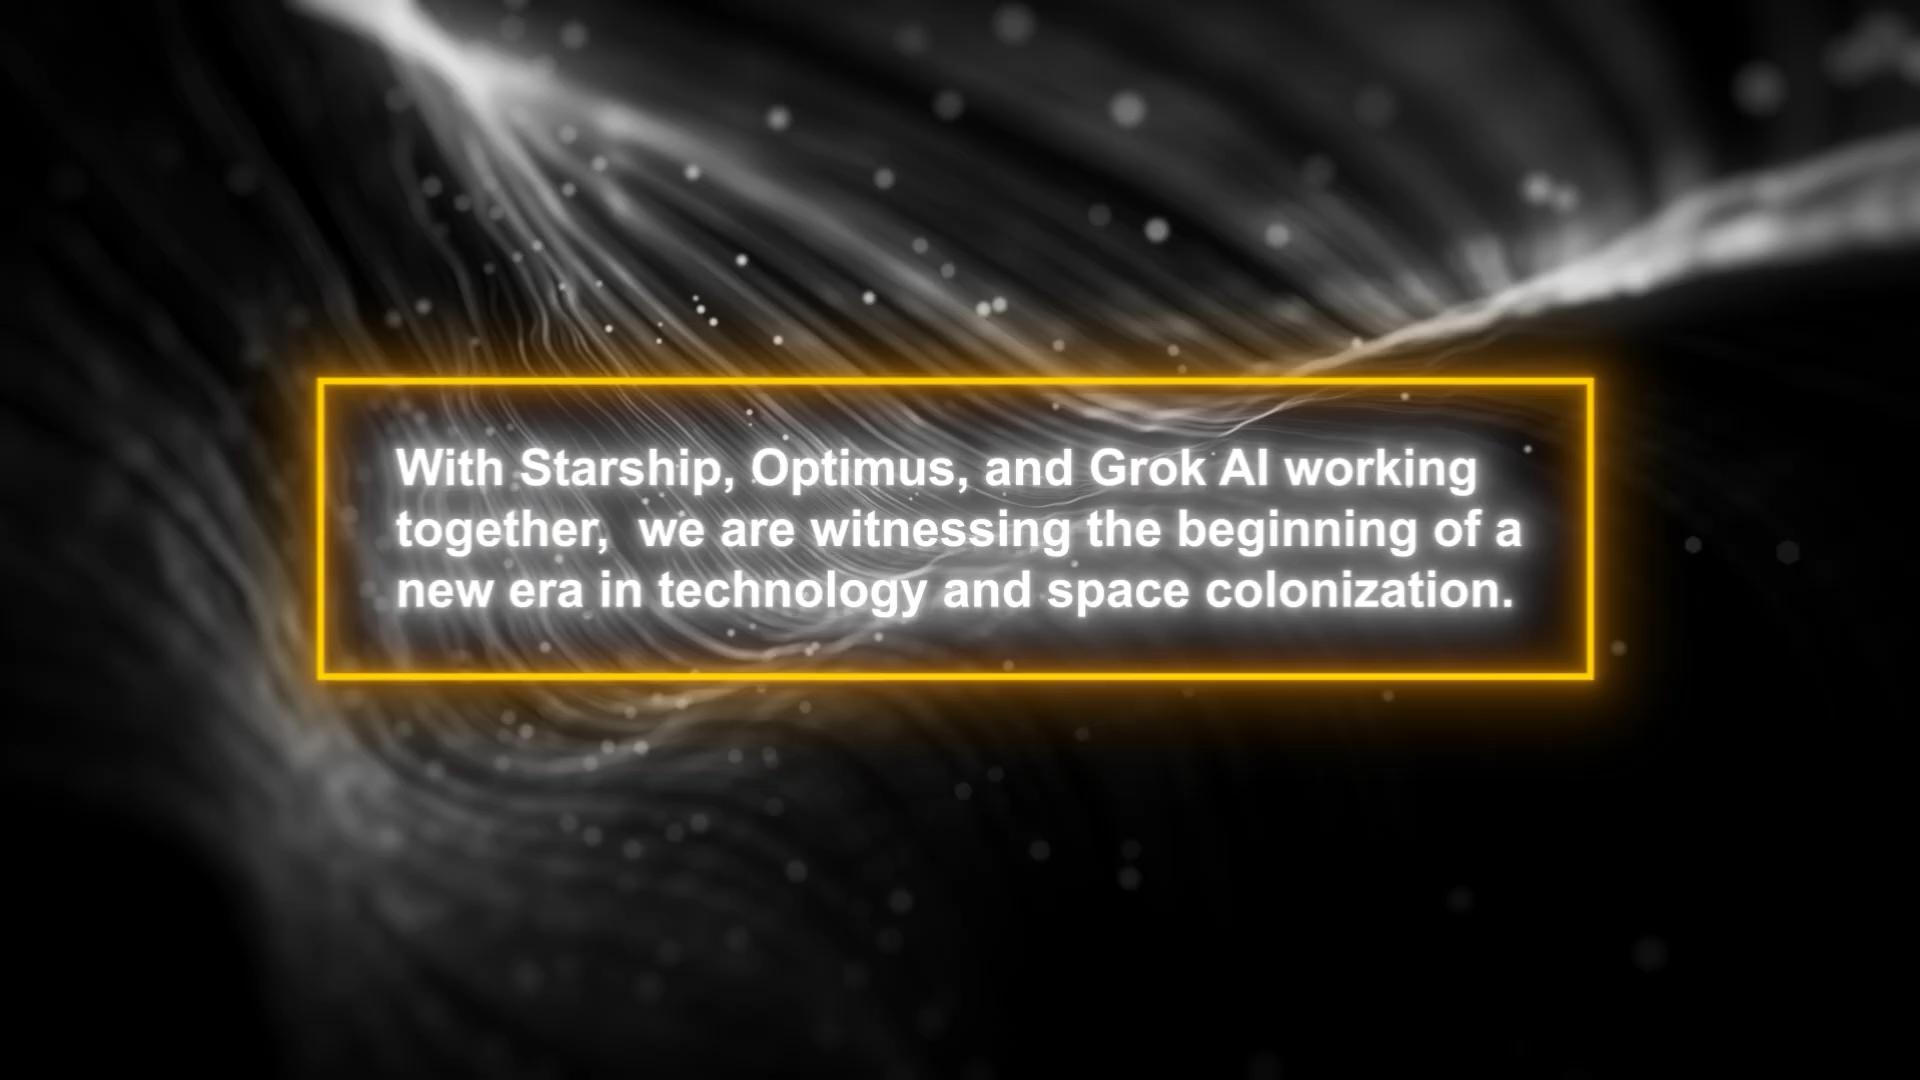 With Starship, Optimus, and Grok AI working
together,  we are witnessing the beginning of a
new era in technology and space colonization.